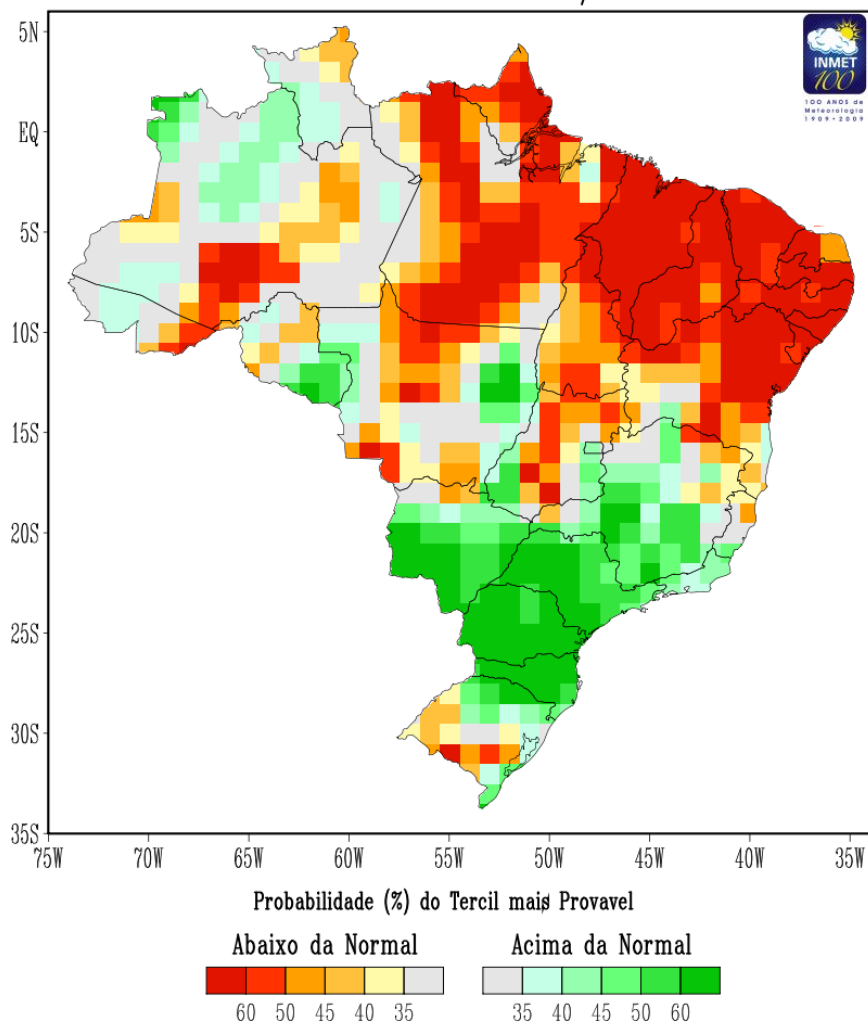 5N
INMET
100
100 ANOS de
Meteorologia
1909 • 2009
EQ
5S
10S
15S
20S
25S
30S
35S
75W 70W 65W 60W 55W 50W 45W 40W 35W
Probabilidade (%) do Tercil mais Provavel
Abaixo da Normal Acima da Normal
60 50 45 40 35 35 40 45 50 60